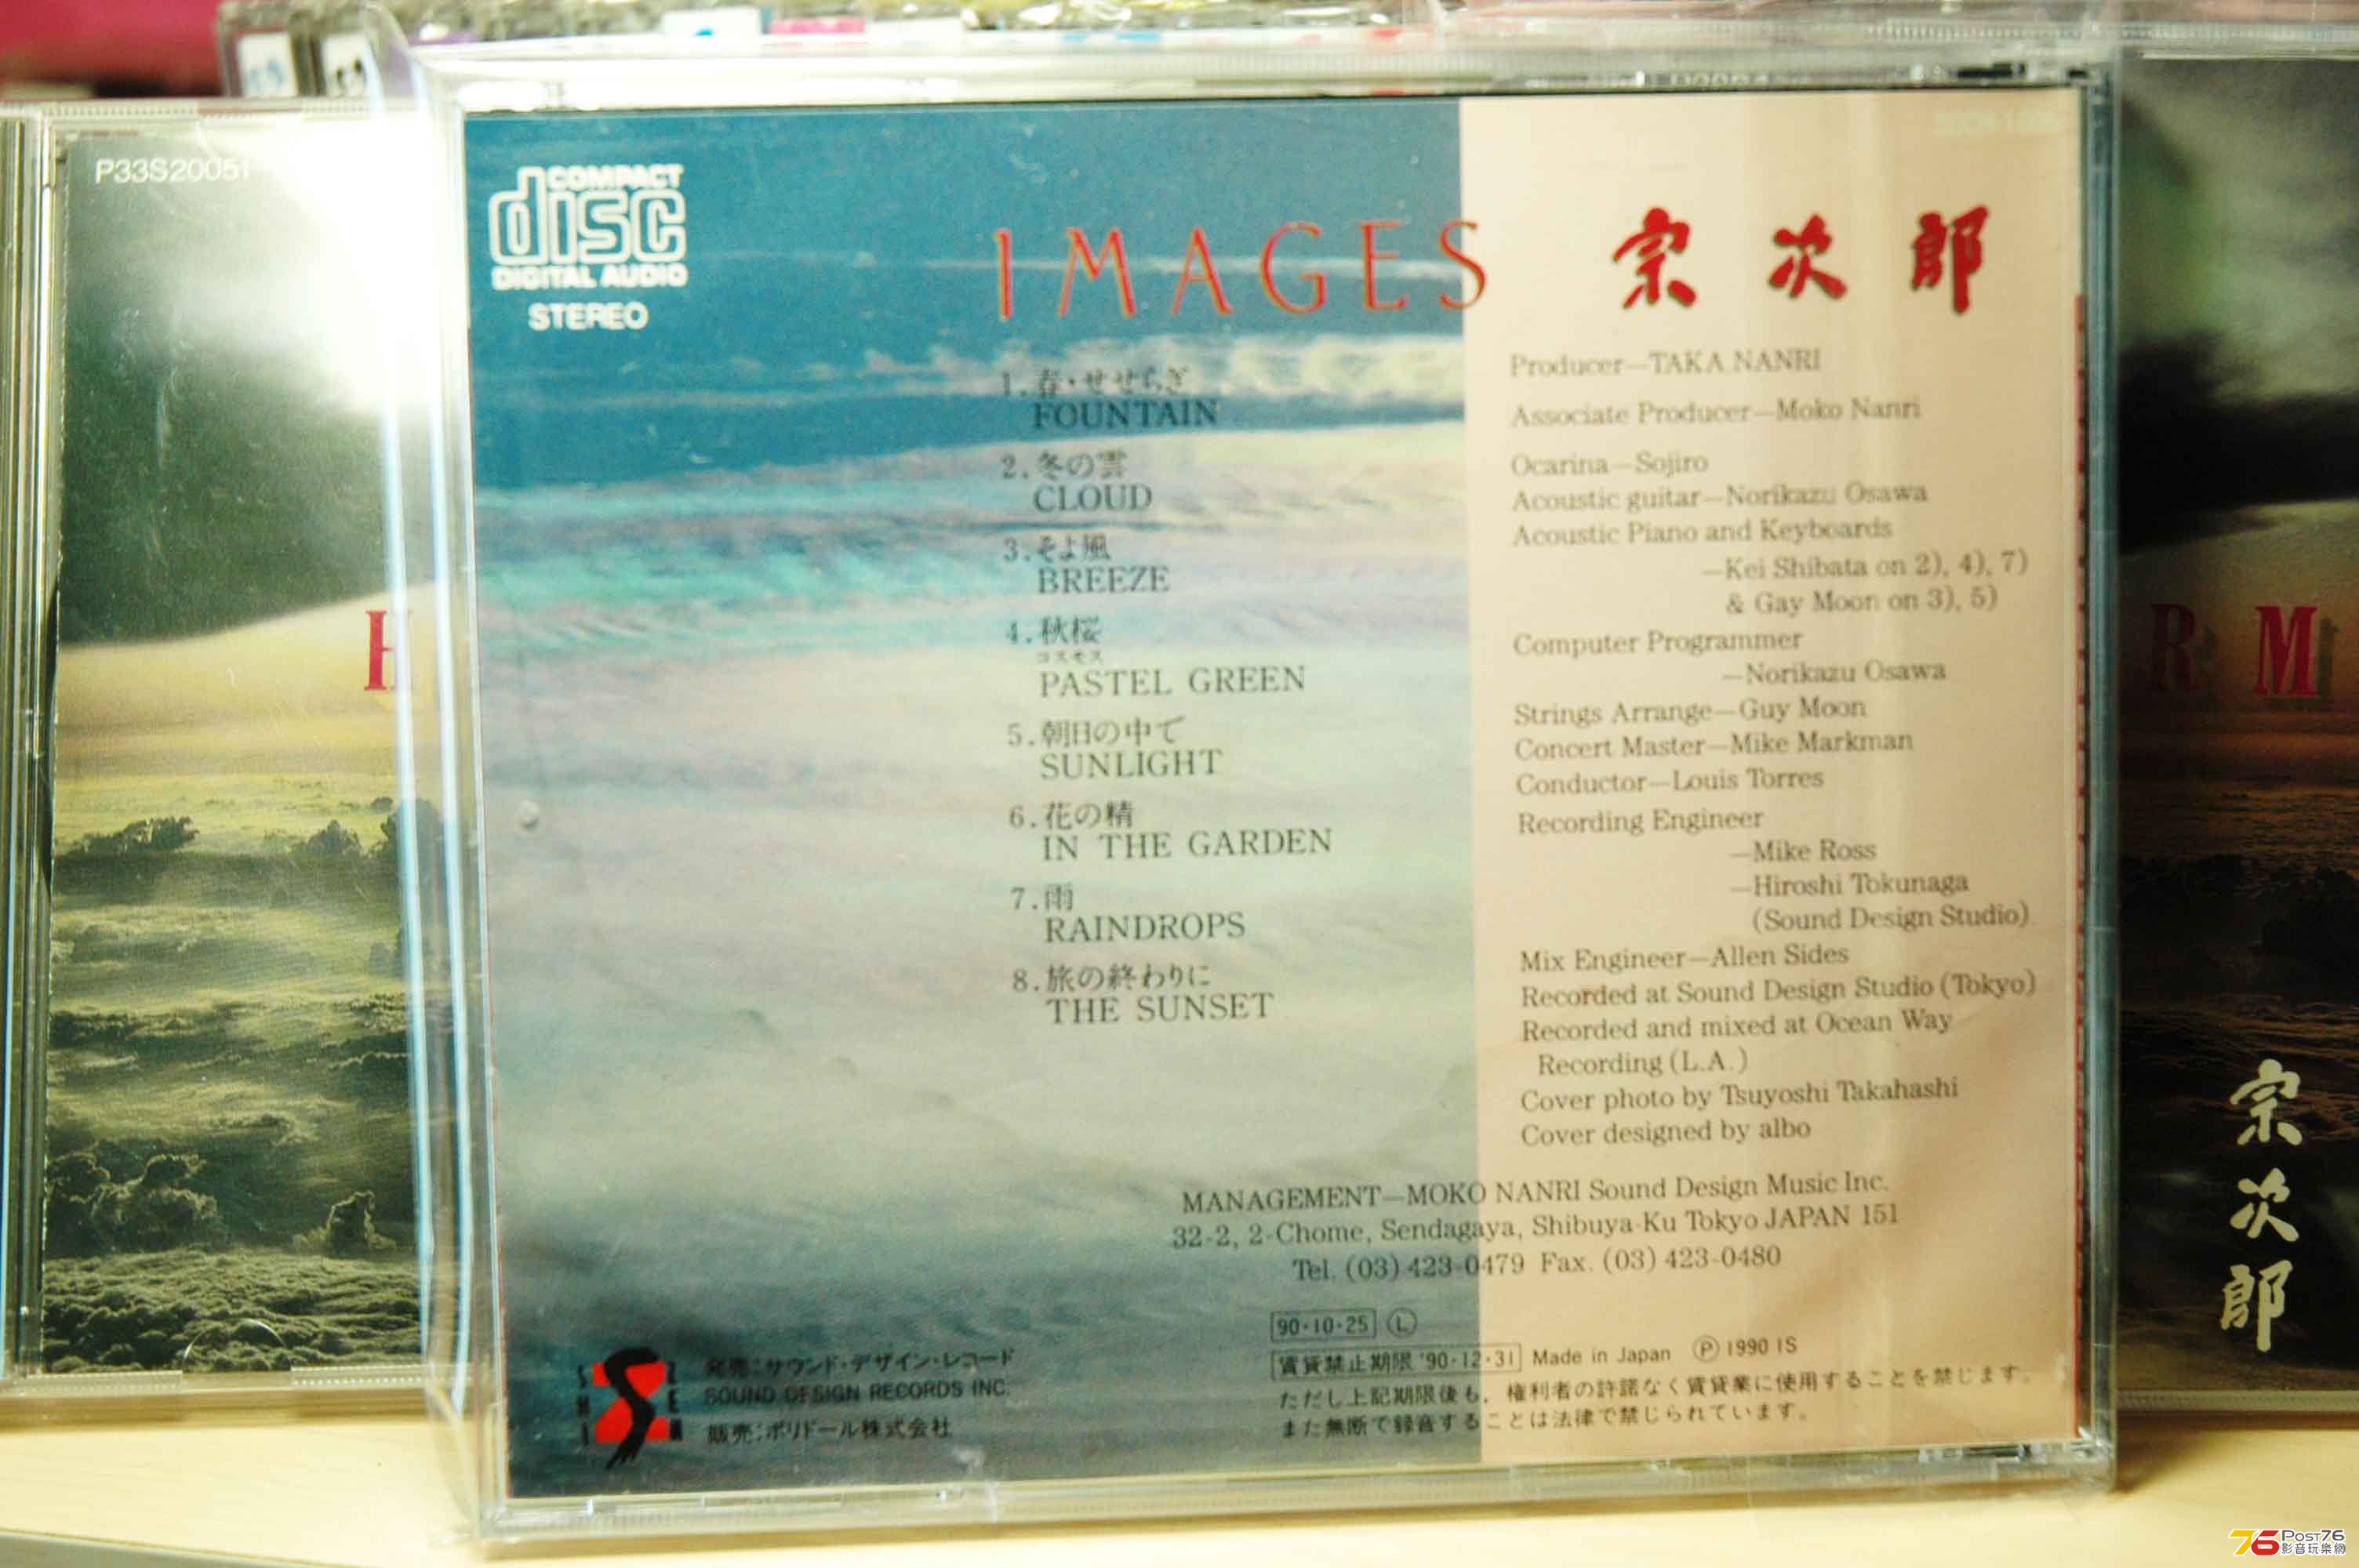 P33S20051
COMPACT
disc
DIGITAL AUDIO
STEREO
IMAGES 宗次郎
1.春・せせらぎ
FOUNTAIN
2.冬の雲
CLOUD
3.そよ風
BREEZE
4.秋桜
コスモス
PASTEL GREEN
5.朝日の中で
SUNLIGHT
6.花の精
IN THE GARDEN
7.雨
RAINDROPS
8.旅の終わりに
THE SUNSET
Producer—TAKA NANRI
Associate Producer—Moko Nanri
Ocarina—Sojiro
Acoustic guitar—Norikazu Osawa
Acoustic Piano and Keyboards
—Kei Shibata on 2), 4), 7)
& Gay Moon on 3), 5)
Computer Programmer
—Norikazu Osawa
Strings Arrange—Guy Moon
Concert Master—Mike Markman
Conductor—Louis Torres
Recording Engineer
—Mike Ross
—Hiroshi Tokunaga
(Sound Design Studio)
Mix Engineer—Allen Sides
Recorded at Sound Design Studio (Tokyo)
Recorded and mixed at Ocean Way
Recording (L.A.)
Cover photo by Tsuyoshi Takahashi
Cover designed by albo
MANAGEMENT—MOKO NANRI Sound Design Music Inc.
32-2, 2-Chome, Sendagaya, Shibuya-Ku Tokyo JAPAN 151
Tel. (03) 423-0479 Fax. (03) 423-0480
90・10・25 Ⓛ
賃貸禁止期限 '90・12・31 Made in Japan Ⓟ 1990 IS
ただし上記期限後も，権利者の許諾なく賃貸業に使用することを禁じます。
また無断で録音することは法律で禁じられています。
SHI ZEN
発売：サウンド・デザイン・レコード
SOUND DESIGN RECORDS INC.
販売：ポリドール株式会社
H
R M
宗次郎
76 Post76
影音玩樂網